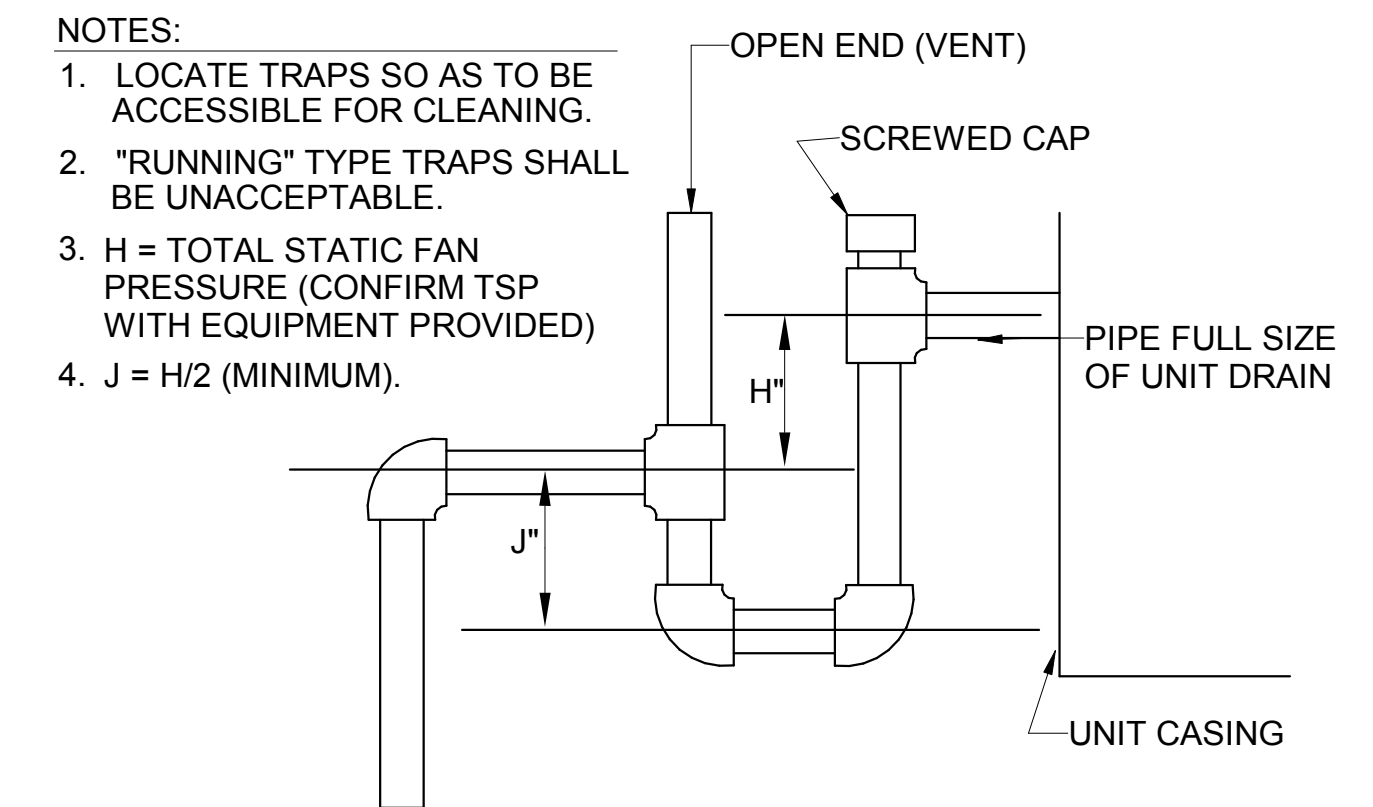 NOTES:
1. LOCATE TRAPS SO AS TO BE
ACCESSIBLE FOR CLEANING.
2. "RUNNING" TYPE TRAPS SHALL
BE UNACCEPTABLE.
3. H = TOTAL STATIC FAN
PRESSURE (CONFIRM TSP
WITH EQUIPMENT PROVIDED)
4. J = H/2 (MINIMUM).
OPEN END (VENT)
SCREWED CAP
PIPE FULL SIZE
OF UNIT DRAIN
H"
J"
UNIT CASING